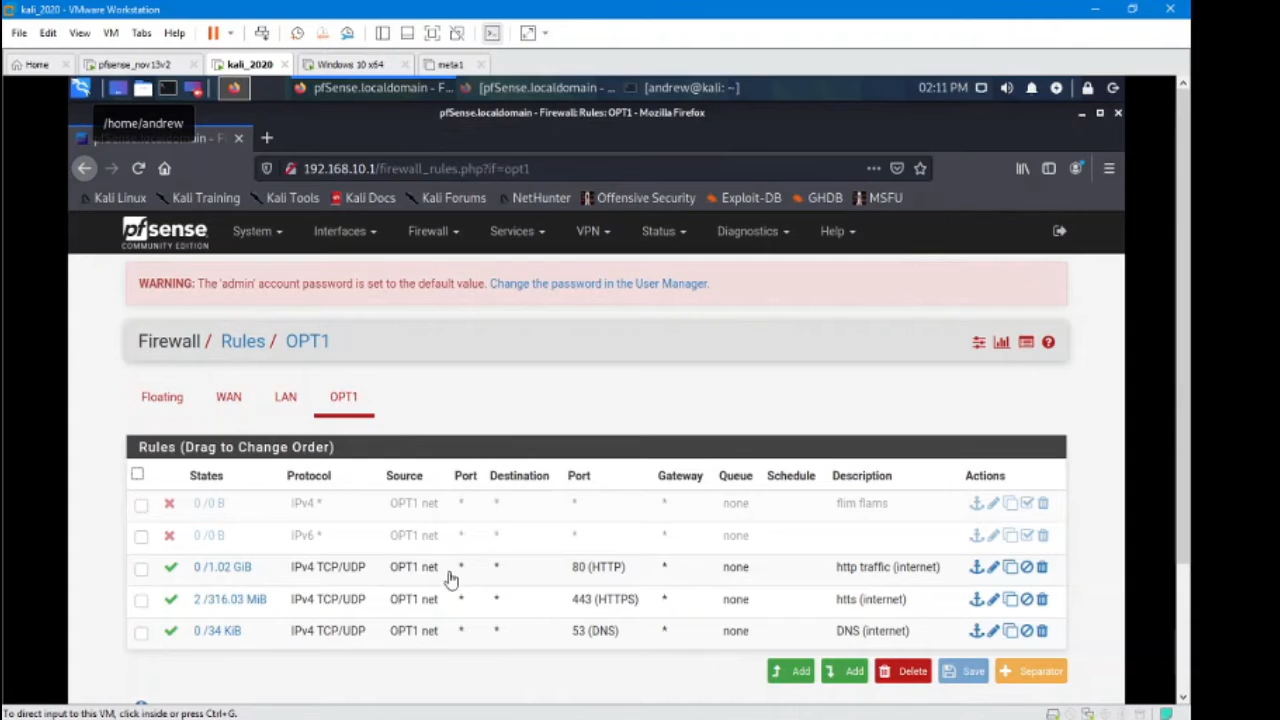 kali_2020 - VMware Workstation
File Edit View VM Tabs Help
Home pfsense_nov13v2 kali_2020 Windows 10 x64 meta1
pfSense.localdomain - F... [pfSense.localdomain - ... [andrew@kali: ~] 02:11 PM
pfSense.localdomain - Firewall: Rules: OPT1 - Mozilla Firefox
/home/andrew
pfSense.localdomain - Fi
192.168.10.1/firewall_rules.php?if=opt1
Kali Linux Kali Training Kali Tools Kali Docs Kali Forums NetHunter Offensive Security Exploit-DB GHDB MSFU
pfsense System Interfaces Firewall Services VPN Status Diagnostics Help
COMMUNITY EDITION
WARNING: The 'admin' account password is set to the default value. Change the password in the User Manager.
Firewall / Rules / OPT1
Floating WAN LAN OPT1
Rules (Drag to Change Order)
States Protocol Source Port Destination Port Gateway Queue Schedule Description Actions
0 /0 B IPv4 * OPT1 net * * * * none flim flams
0 /0 B IPv6 * OPT1 net * * * * none
0 /1.02 GiB IPv4 TCP/UDP OPT1 net * * 80 (HTTP) * none http traffic (internet)
2 /316.03 MiB IPv4 TCP/UDP OPT1 net * * 443 (HTTPS) * none htts (internet)
0 /34 KiB IPv4 TCP/UDP OPT1 net * * 53 (DNS) * none DNS (internet)
Add Add Delete Save Separator
To direct input to this VM, click inside or press Ctrl+G.